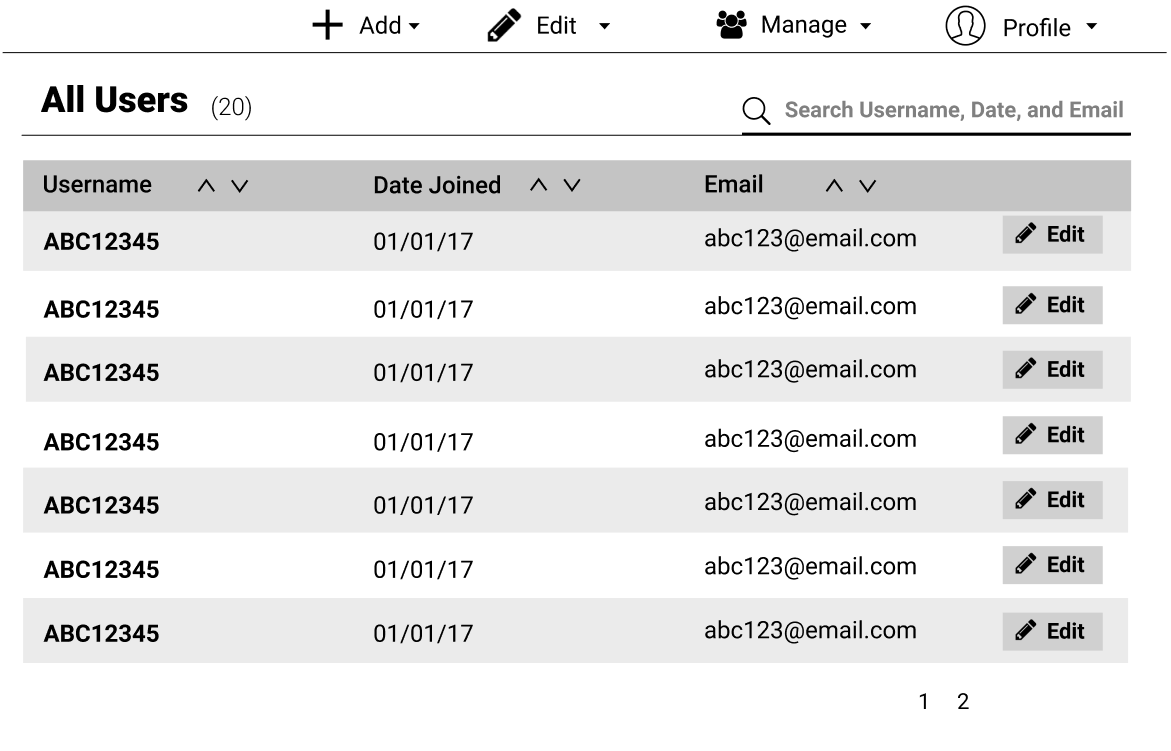 Add Edit Manage Profile
All Users (20)
Search Username, Date, and Email
Username Date Joined Email
ABC12345 01/01/17 abc123@email.com Edit
ABC12345 01/01/17 abc123@email.com Edit
ABC12345 01/01/17 abc123@email.com Edit
ABC12345 01/01/17 abc123@email.com Edit
ABC12345 01/01/17 abc123@email.com Edit
ABC12345 01/01/17 abc123@email.com Edit
ABC12345 01/01/17 abc123@email.com Edit
1 2